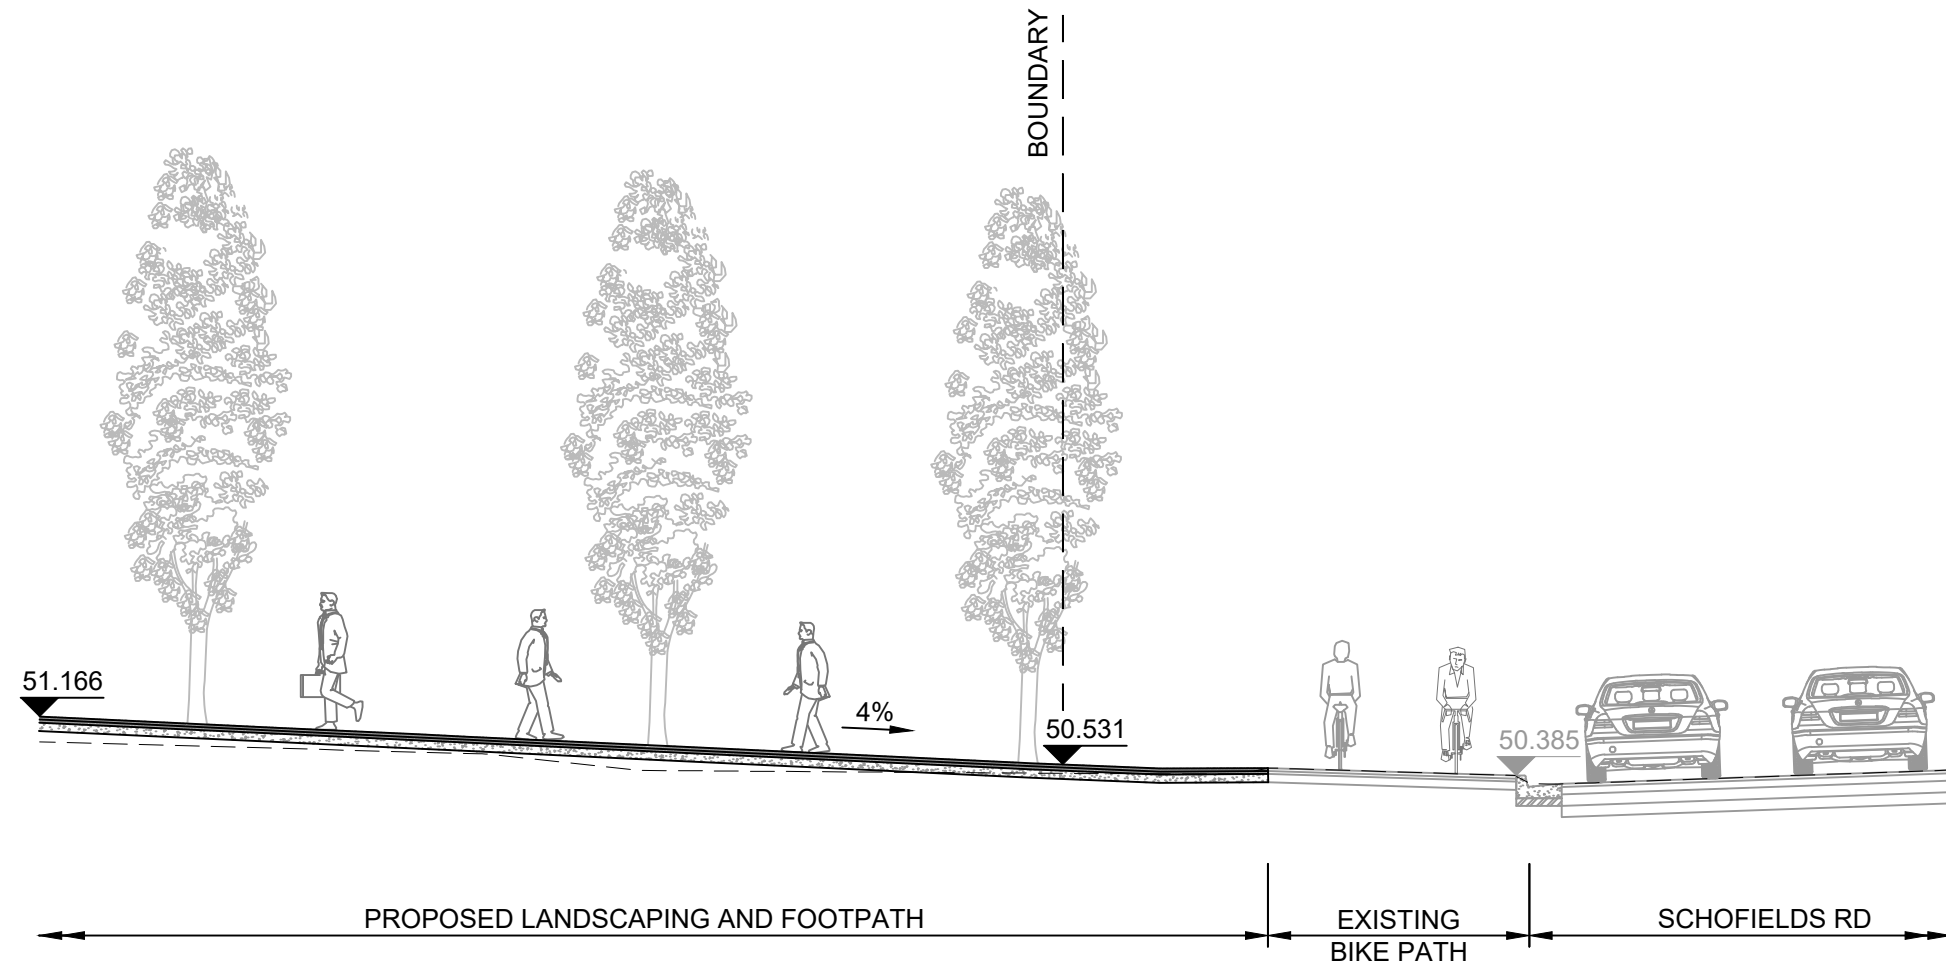 BOUNDARY
51.166
4%
50.531
50.385
PROPOSED LANDSCAPING AND FOOTPATH
EXISTING
BIKE PATH
SCHOFIELDS RD